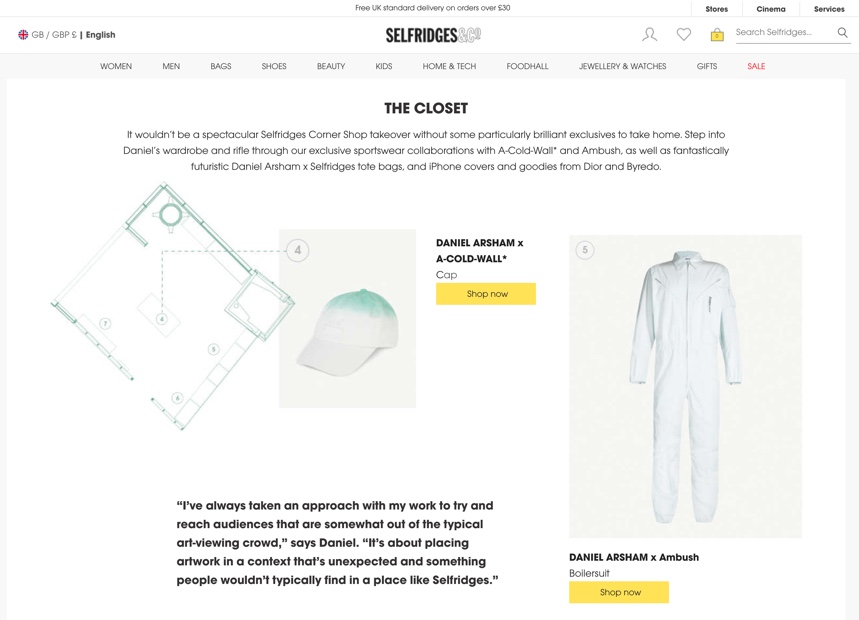 Free UK standard delivery on orders over £30
Stores
Cinema
Services
GB / GBP £ | English
SELFRIDGES&CO
0
Search Selfridges...
WOMEN
MEN
BAGS
SHOES
BEAUTY
KIDS
HOME & TECH
FOODHALL
JEWELLERY & WATCHES
GIFTS
SALE
THE CLOSET
It wouldn't be a spectacular Selfridges Corner Shop takeover without some particularly brilliant exclusives to take home. Step into
Daniel's wardrobe and rifle through our exclusive sportswear collaborations with A-Cold-Wall* and Ambush, as well as fantastically
futuristic Daniel Arsham x Selfridges tote bags, and iPhone covers and goodies from Dior and Byredo.
4
7
4
5
6
DANIEL ARSHAM x
A-COLD-WALL*
Cap
Shop now
5
“I've always taken an approach with my work to try and
reach audiences that are somewhat out of the typical
art-viewing crowd,” says Daniel. “It's about placing
artwork in a context that's unexpected and something
people wouldn't typically find in a place like Selfridges.”
DANIEL ARSHAM x Ambush
Boilersuit
Shop now